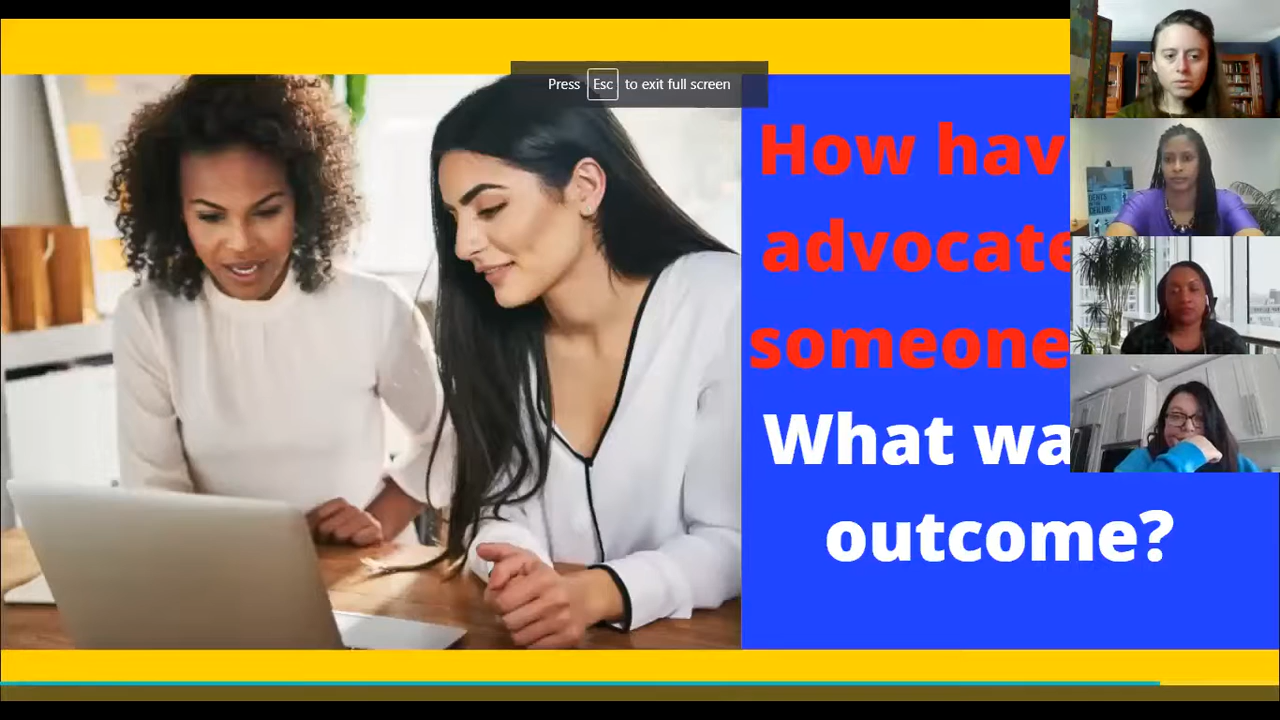 Press Esc to exit full screen
How hav
advocate
someone
What wa
outcome?